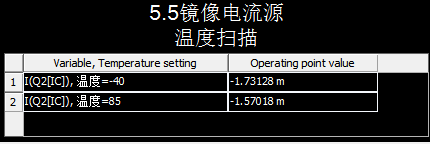 5.5镜像电流源
温度扫描
Variable, Temperature setting Operating point value
1 I(Q2[IC]), 温度=-40 -1.73128 m
2 I(Q2[IC]), 温度=85 -1.57018 m